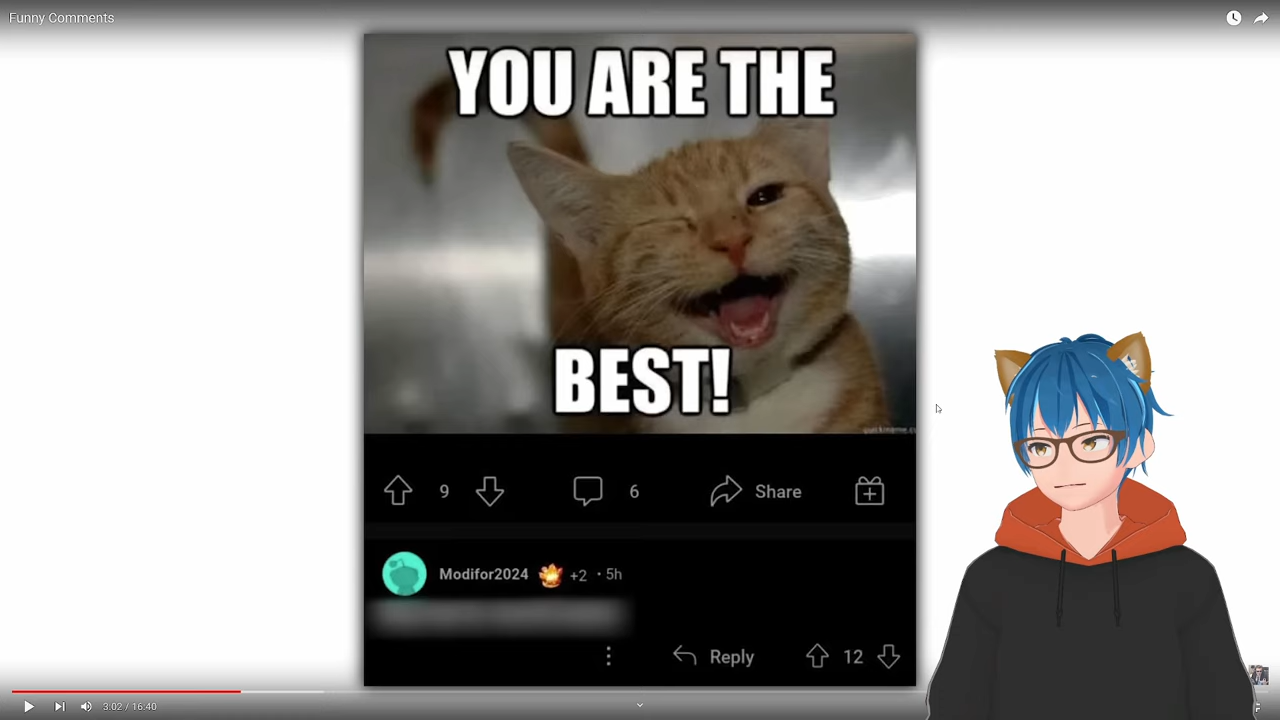 Funny Comments
YOU ARE THE
BEST!
9
6
Share
Modifor2024 +2 • 5h
Reply
12
3:02 / 16:40